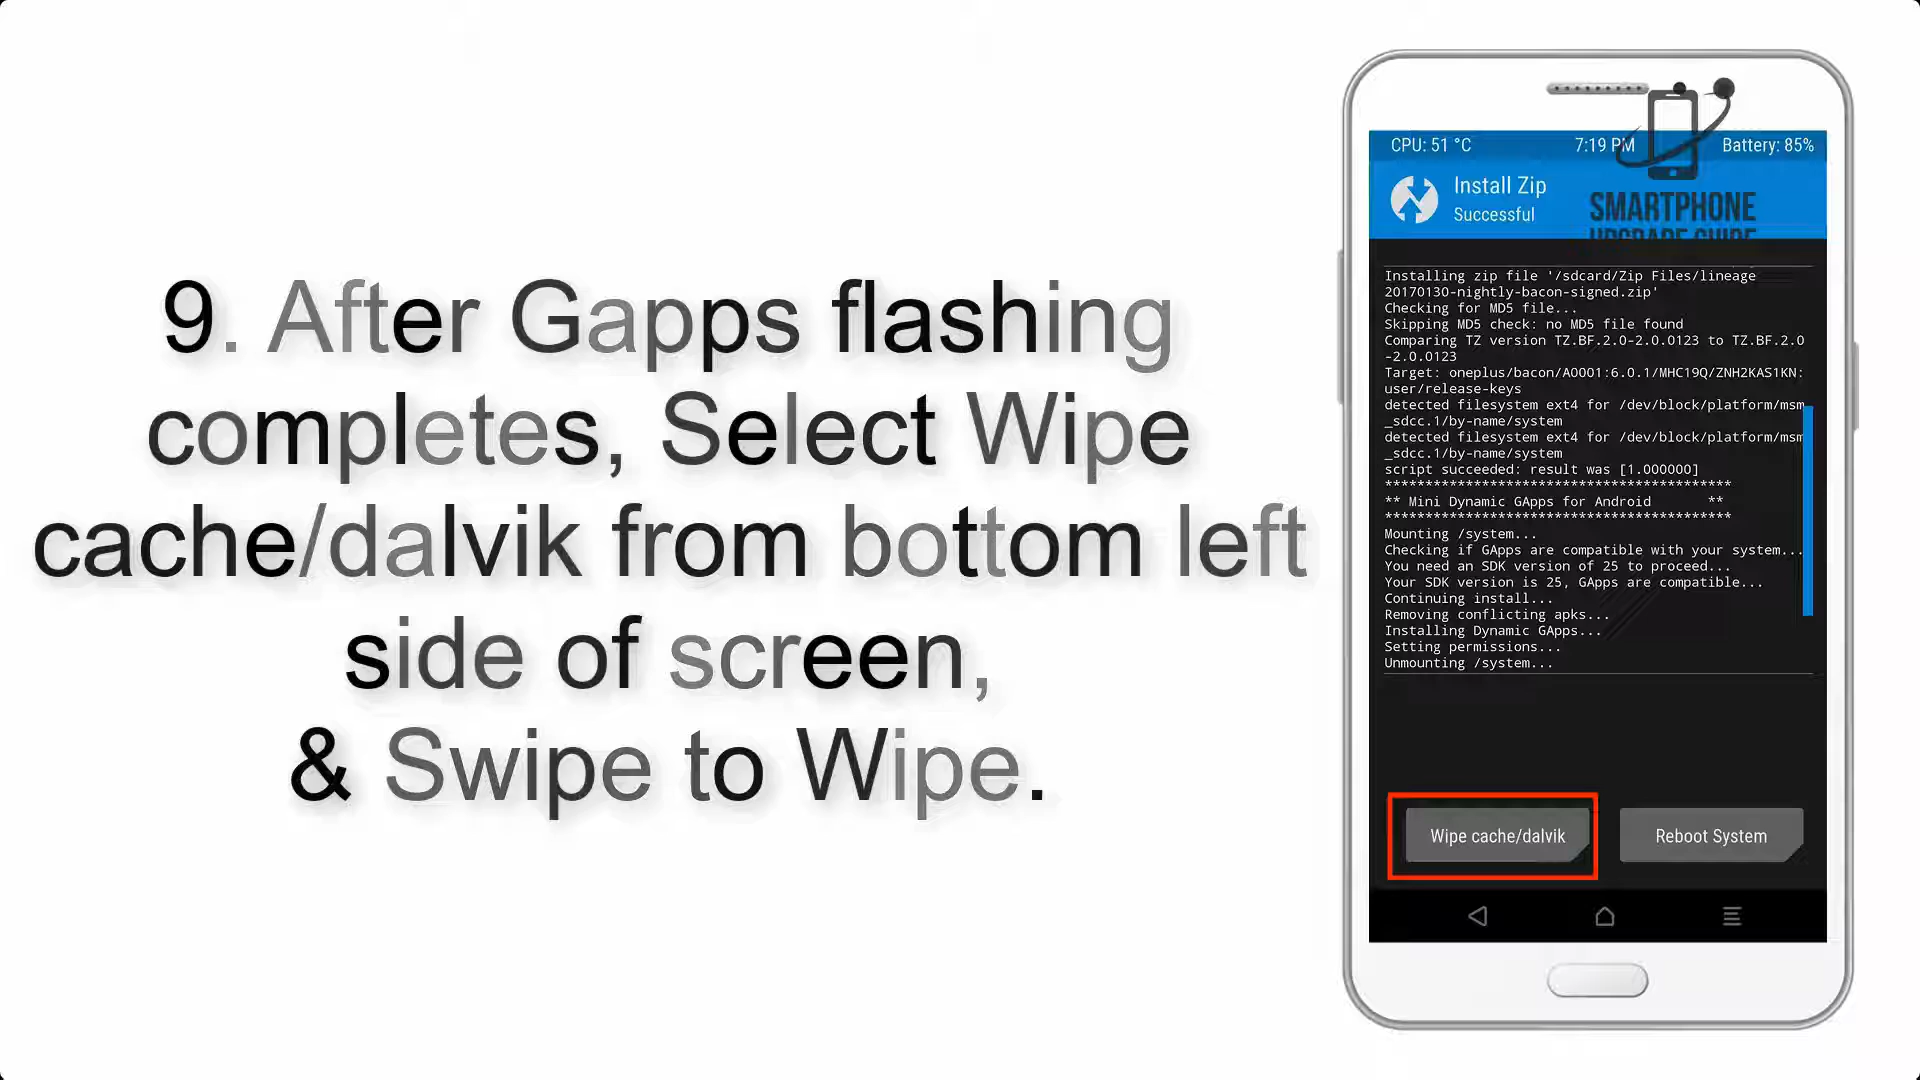 9. After Gapps flashing
completes, Select Wipe
cache/dalvik from bottom left
side of screen,
& Swipe to Wipe.
CPU: 51 °C 7:19 PM Battery: 85%
Install Zip
Successful
SMARTPHONE
UPGRADE GUIDE
Installing zip file '/sdcard/Zip Files/lineage
20170130-nightly-bacon-signed.zip'
Checking for MD5 file...
Skipping MD5 check: no MD5 file found
Comparing TZ version TZ.BF.2.0-2.0.0123 to TZ.BF.2.0
-2.0.0123
Target: oneplus/bacon/A0001:6.0.1/MHC19Q/ZNH2KAS1KN:
user/release-keys
detected filesystem ext4 for /dev/block/platform/msm
_sdcc.1/by-name/system
detected filesystem ext4 for /dev/block/platform/msm
_sdcc.1/by-name/system
script succeeded: result was [1.000000]
*******************************************
** Mini Dynamic GApps for Android **
*******************************************
Mounting /system...
Checking if GApps are compatible with your system...
You need an SDK version of 25 to proceed...
Your SDK version is 25, GApps are compatible...
Continuing install...
Removing conflicting apks...
Installing Dynamic GApps...
Setting permissions...
Unmounting /system...
Wipe cache/dalvik Reboot System